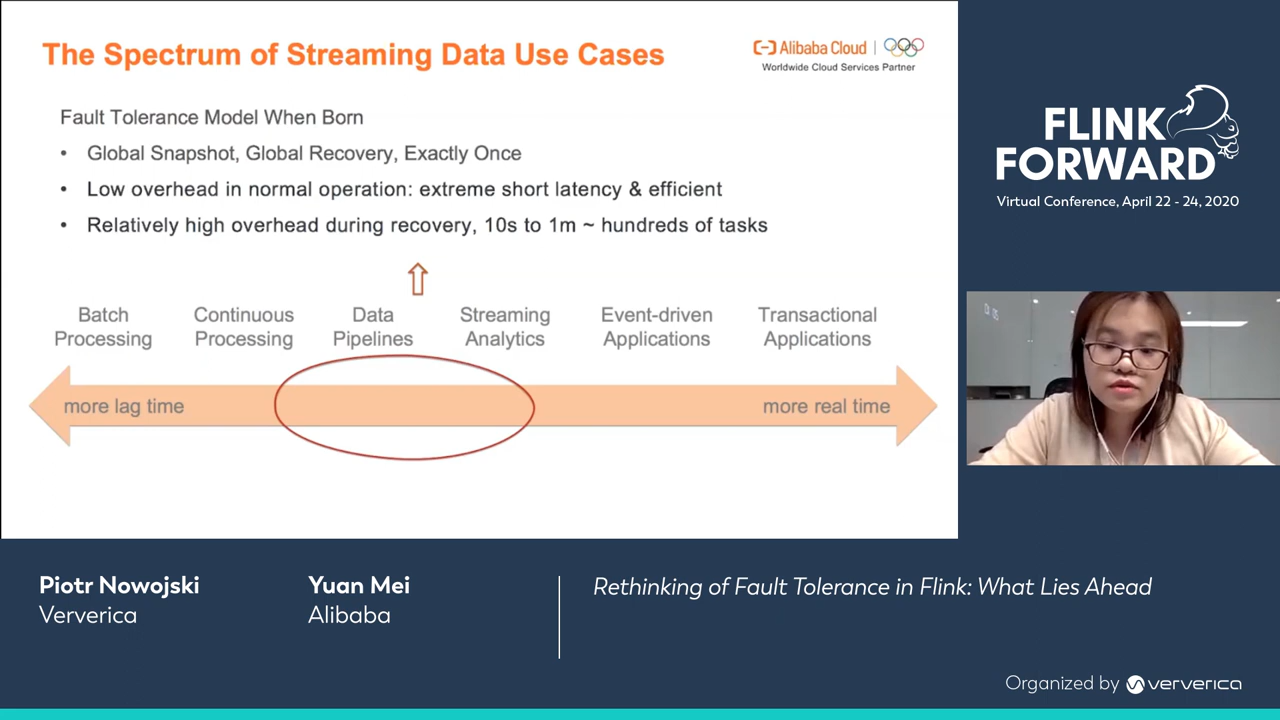 The Spectrum of Streaming Data Use Cases
Alibaba Cloud
Worldwide Cloud Services Partner
Fault Tolerance Model When Born
• Global Snapshot, Global Recovery, Exactly Once
• Low overhead in normal operation: extreme short latency & efficient
• Relatively high overhead during recovery, 10s to 1m ~ hundreds of tasks
Batch Processing
Continuous Processing
Data Pipelines
Streaming Analytics
Event-driven Applications
Transactional Applications
more lag time
more real time
FLINK
FORWARD
Virtual Conference, April 22 - 24, 2020
Piotr Nowojski
Ververica
Yuan Mei
Alibaba
Rethinking of Fault Tolerance in Flink: What Lies Ahead
Organized by ververica